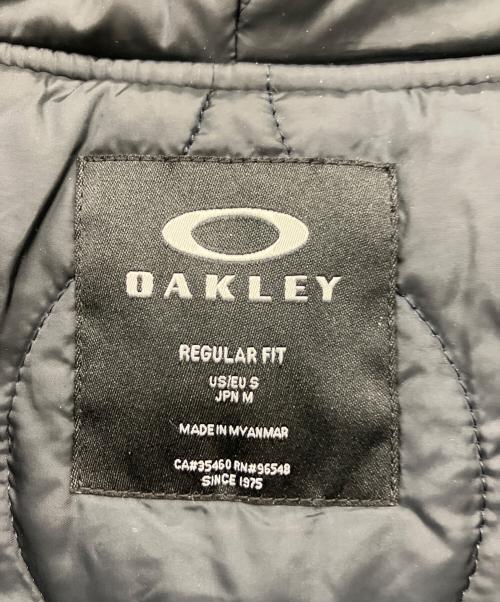 OAKLEY
REGULAR FIT
US/EU S
JPN M
MADE IN MYANMAR
CA#35460 RN#96548
SINCE 1975